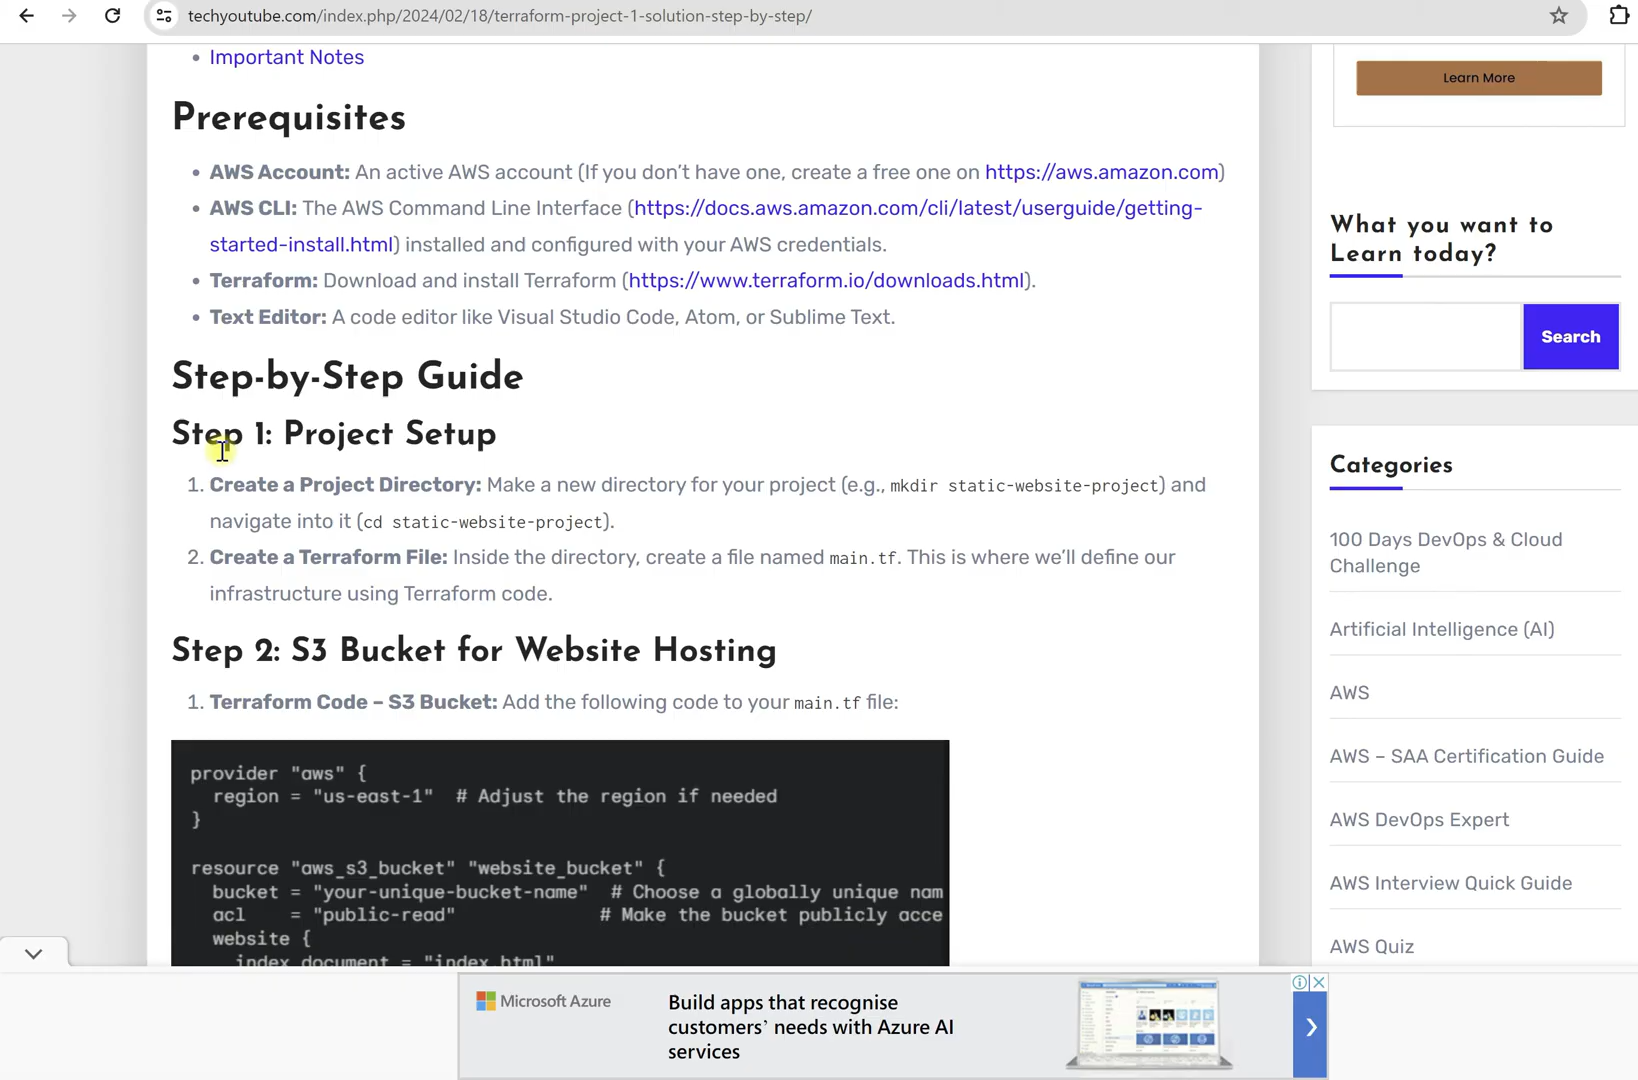 techyoutube.com/index.php/2024/02/18/terraform-project-1-solution-step-by-step/
Important Notes
Prerequisites
AWS Account: An active AWS account (If you don’t have one, create a free one on https://aws.amazon.com)
AWS CLI: The AWS Command Line Interface (https://docs.aws.amazon.com/cli/latest/userguide/getting-
started-install.html) installed and configured with your AWS credentials.
Terraform: Download and install Terraform (https://www.terraform.io/downloads.html).
Text Editor: A code editor like Visual Studio Code, Atom, or Sublime Text.
Step-by-Step Guide
Step 1: Project Setup
1. Create a Project Directory: Make a new directory for your project (e.g., mkdir static-website-project) and
navigate into it (cd static-website-project).
2. Create a Terraform File: Inside the directory, create a file named main.tf. This is where we’ll define our
infrastructure using Terraform code.
Step 2: S3 Bucket for Website Hosting
1. Terraform Code – S3 Bucket: Add the following code to your main.tf file:
provider "aws" {
region = "us-east-1" # Adjust the region if needed
}
resource "aws_s3_bucket" "website_bucket" {
bucket = "your-unique-bucket-name" # Choose a globally unique nam
acl = "public-read" # Make the bucket publicly acce
website {
index_document = "index.html"
Learn More
What you want to
Learn today?
Search
Categories
100 Days DevOps & Cloud
Challenge
Artificial Intelligence (AI)
AWS
AWS – SAA Certification Guide
AWS DevOps Expert
AWS Interview Quick Guide
AWS Quiz
Microsoft Azure
Build apps that recognise
customers’ needs with Azure AI
services